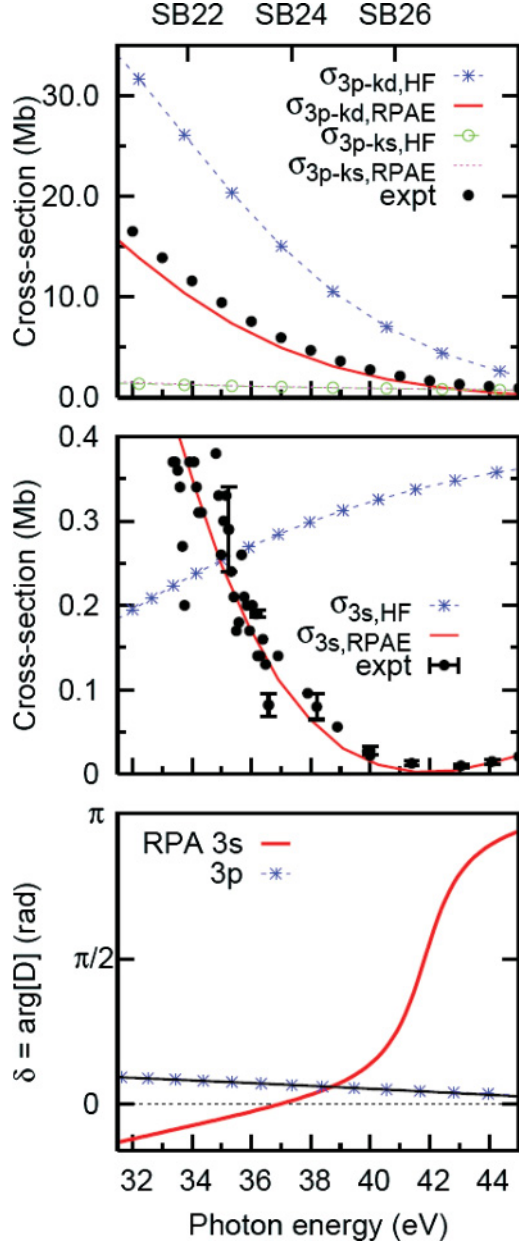 SB22 SB24 SB26
Cross-section (Mb)
30.0
20.0
10.0
0.0
σ3p-kd,HF
σ3p-kd,RPAE
σ3p-ks,HF
σ3p-ks,RPAE
expt
Cross-section (Mb)
0.4
0.3
0.2
0.1
0
σ3s,HF
σ3s,RPAE
expt
δ = arg[D] (rad)
π
π/2
0
RPA 3s
3p
32 34 36 38 40 42 44
Photon energy (eV)